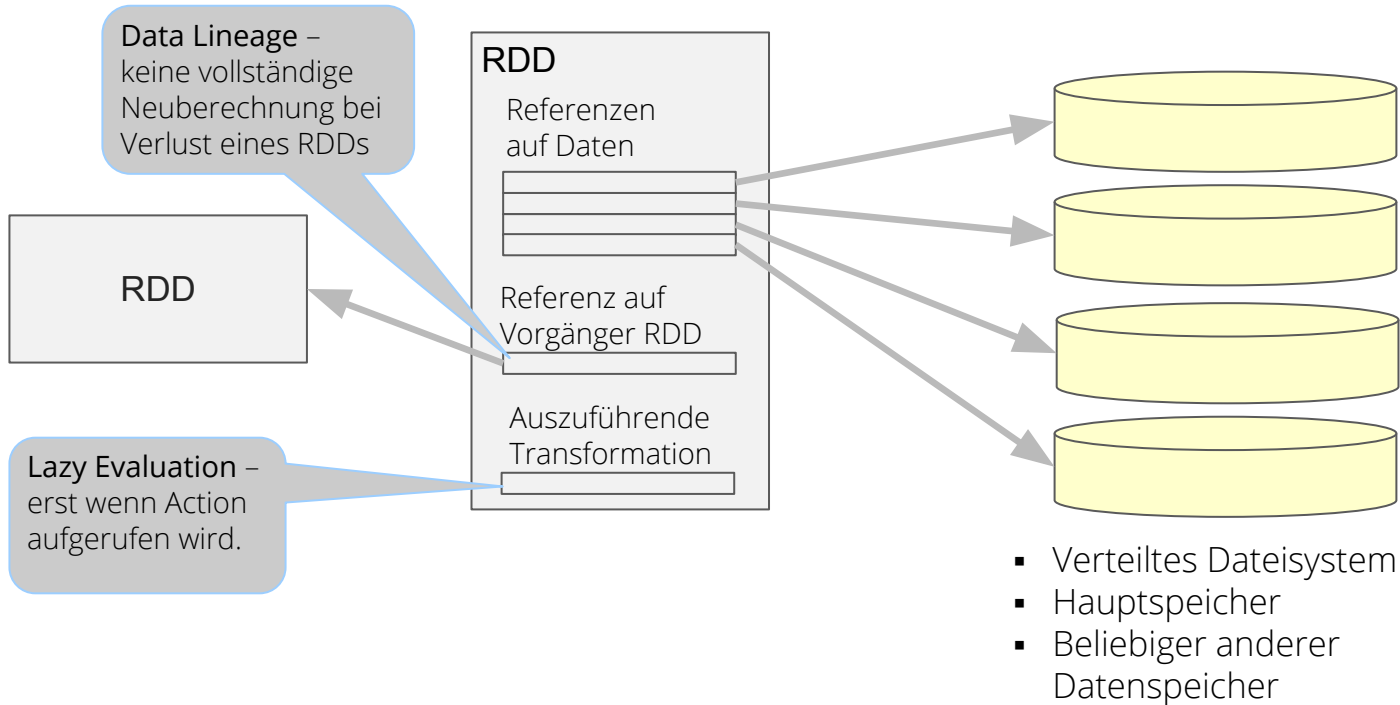 Data Lineage –
keine vollständige
Neuberechnung bei
Verlust eines RDDs
RDD
Referenzen
auf Daten
RDD
Referenz auf
Vorgänger RDD
Auszuführende
Transformation
Lazy Evaluation –
erst wenn Action
aufgerufen wird.
▪ Verteiltes Dateisystem
▪ Hauptspeicher
▪ Beliebiger anderer
Datenspeicher